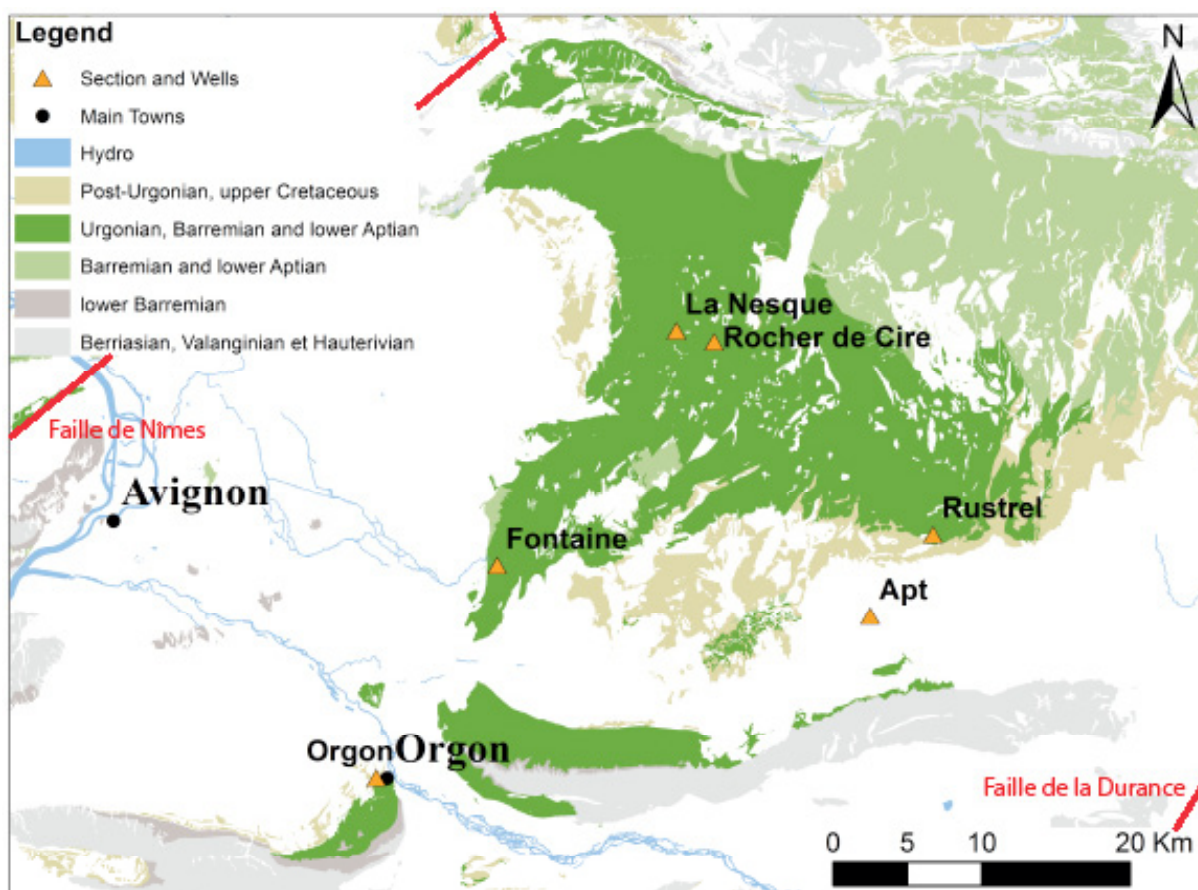 Legend
Section and Wells
Main Towns
Hydro
Post-Urgonian, upper Cretaceous
Urgonian, Barremian and lower Aptian
Barremian and lower Aptian
lower Barremian
Berriasian, Valanginian et Hauterivian
N
La Nesque
Rocher de Cire
Faille de Nîmes
Avignon
Fontaine
Rustrel
Apt
Orgon Orgon
Faille de la Durance
0 5 10 20 Km